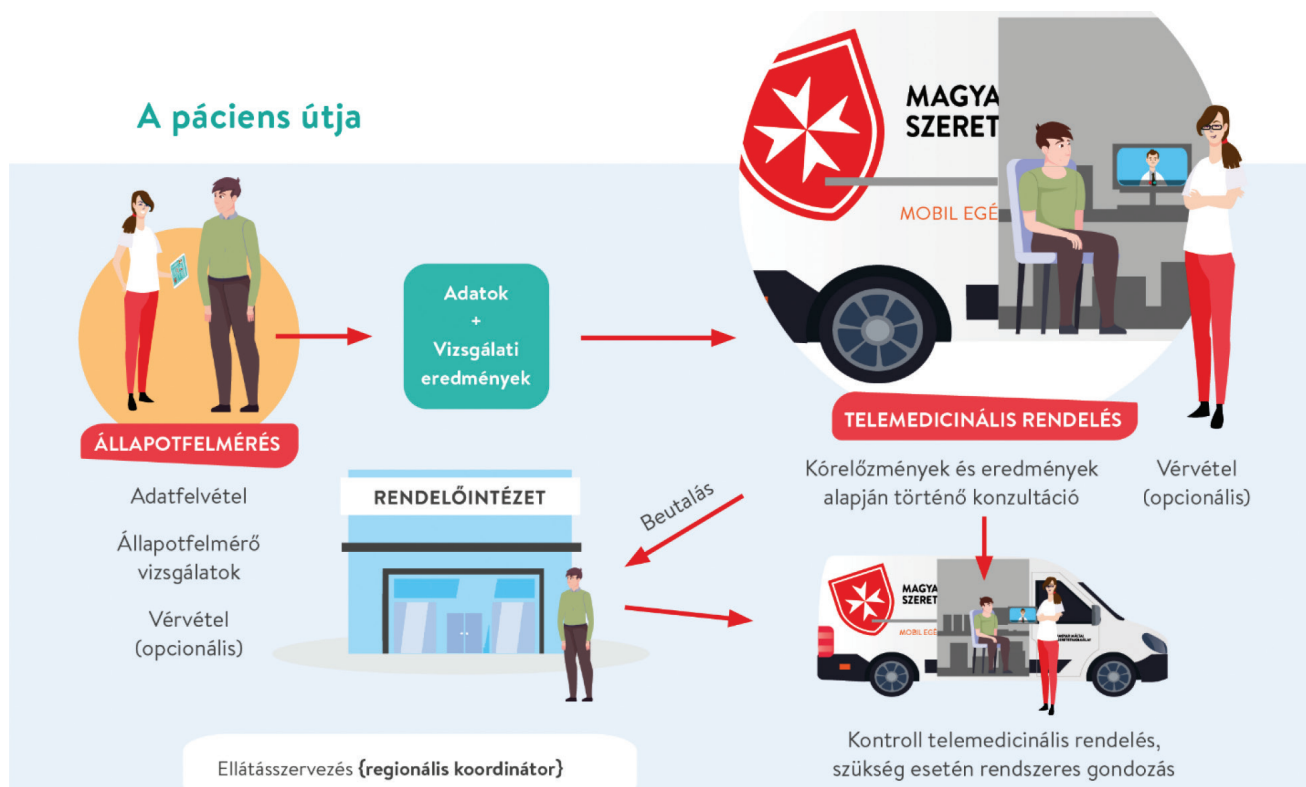 A páciens útja
MAGYA
SZERET
MOBIL EGÉ
Adatok
+
Vizsgálati
eredmények
ÁLLAPOTFELMÉRÉS
Adatfelvétel
Állapotfelmérő
vizsgálatok
Vérvétel
(opcionális)
TELEMEDICINÁLIS RENDELÉS
Kórelőzmények és eredmények
alapján történő konzultáció
Vérvétel
(opcionális)
Beutalás
RENDELŐINTÉZET
MAGYA
SZERET
MOBIL EGÉ
Kontroll telemedicinális rendelés,
szükség esetén rendszeres gondozás
Ellátásszervezés {regionális koordinátor}